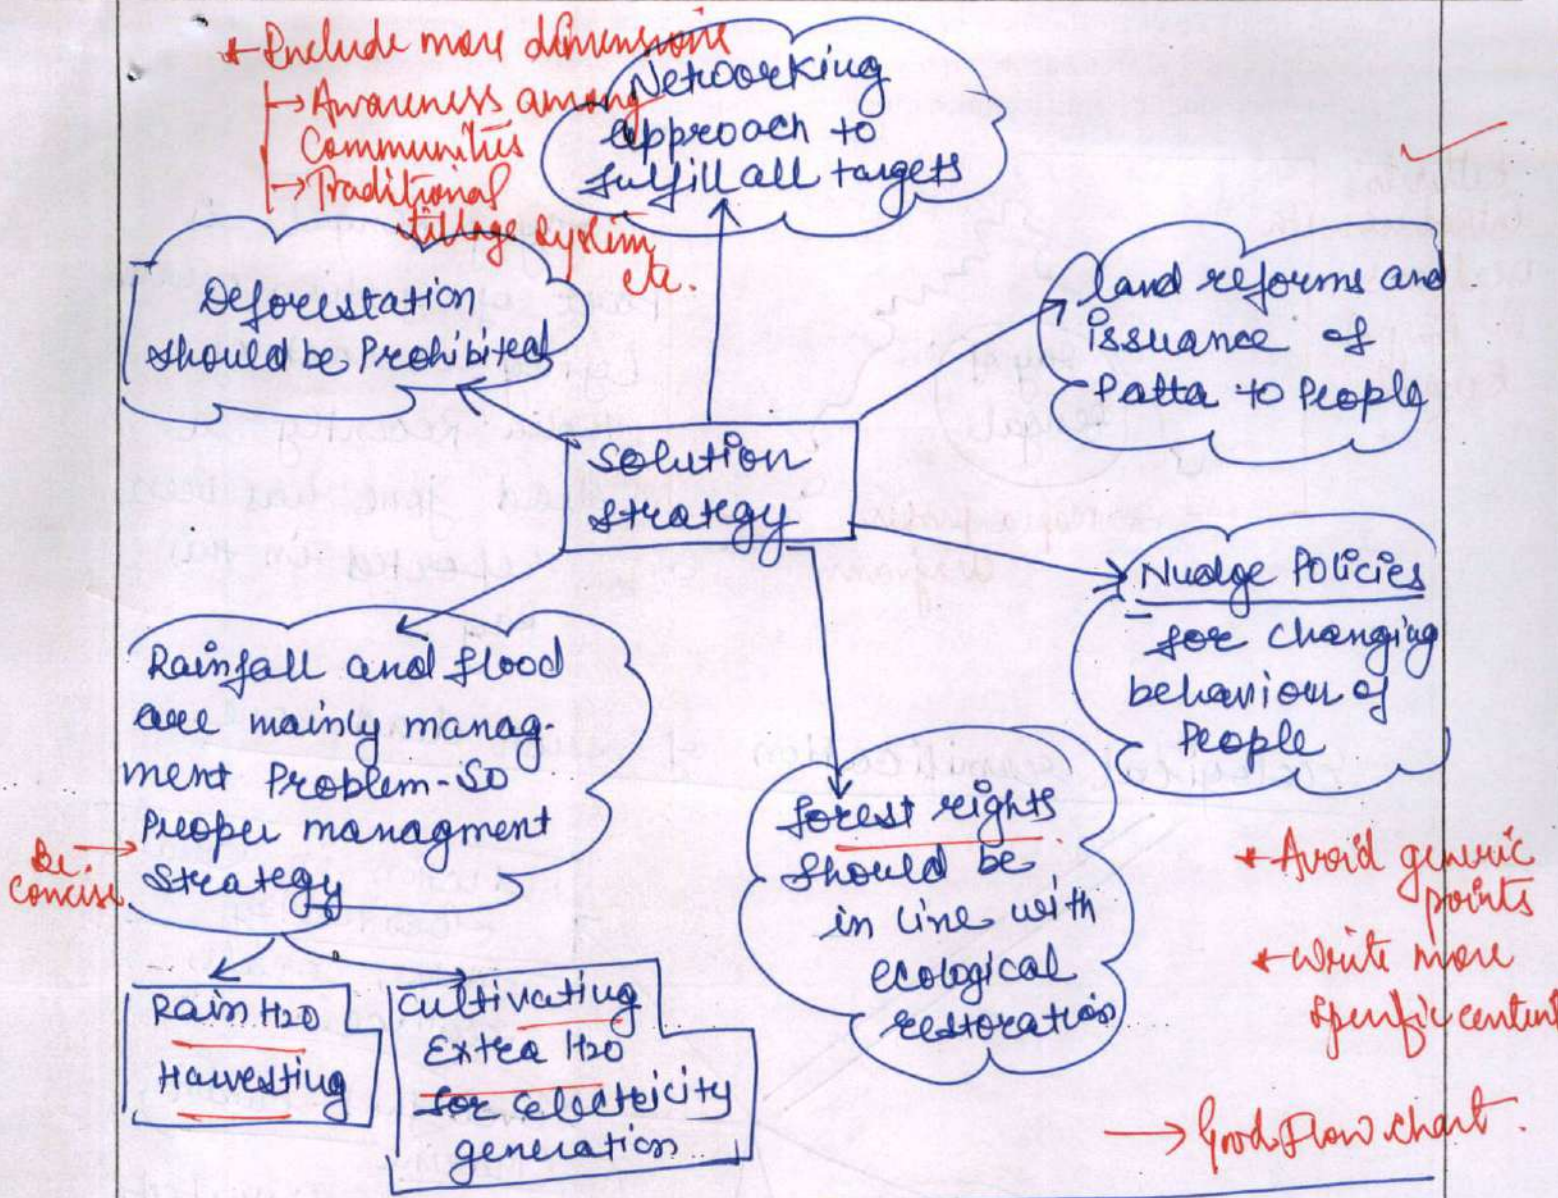 * Include more dimensions
→ Awareness among
Communities
→ Traditional
tillage system
etc.
Networking
approach to
fulfill all targets
Deforestation
should be Prohibited
land reforms and
issuance of
Patta to People
Solution
strategy
Nudge Policies
for changing
behaviour of
People
Rainfall and flood
are mainly manag-
ment Problem-so
Proper managment
strategy
Be
concise
forest rights
should be
in line with
ecological
restoration
* Avoid generic
points
* Write more
specific content
Rain H2O
Harvesting
Cultivating
Extra H2O
for electricity
generation
→ Good Flow chart.